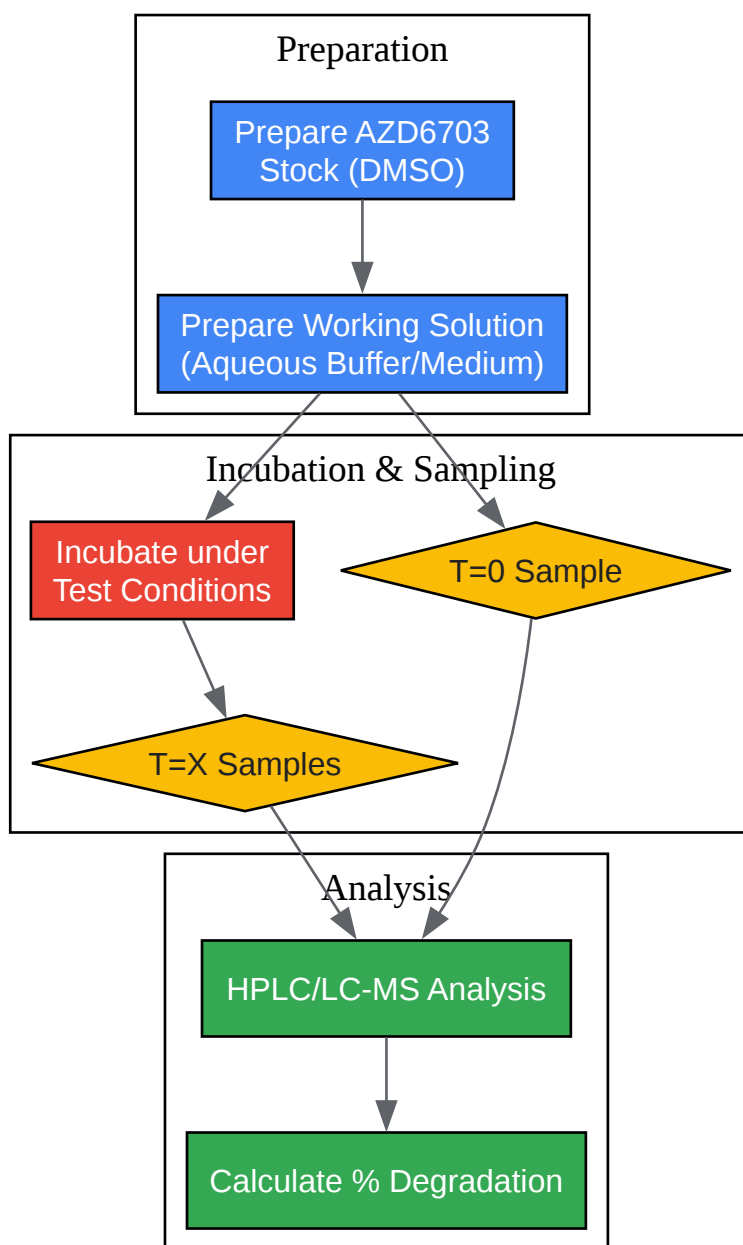 Preparation
Prepare AZD6703
Stock (DMSO)
Prepare Working Solution
(Aqueous Buffer/Medium)
Incubation & Sampling
Incubate under
Test Conditions
T=0 Sample
T=X Samples
Analysis
HPLC/LC-MS Analysis
Calculate % Degradation